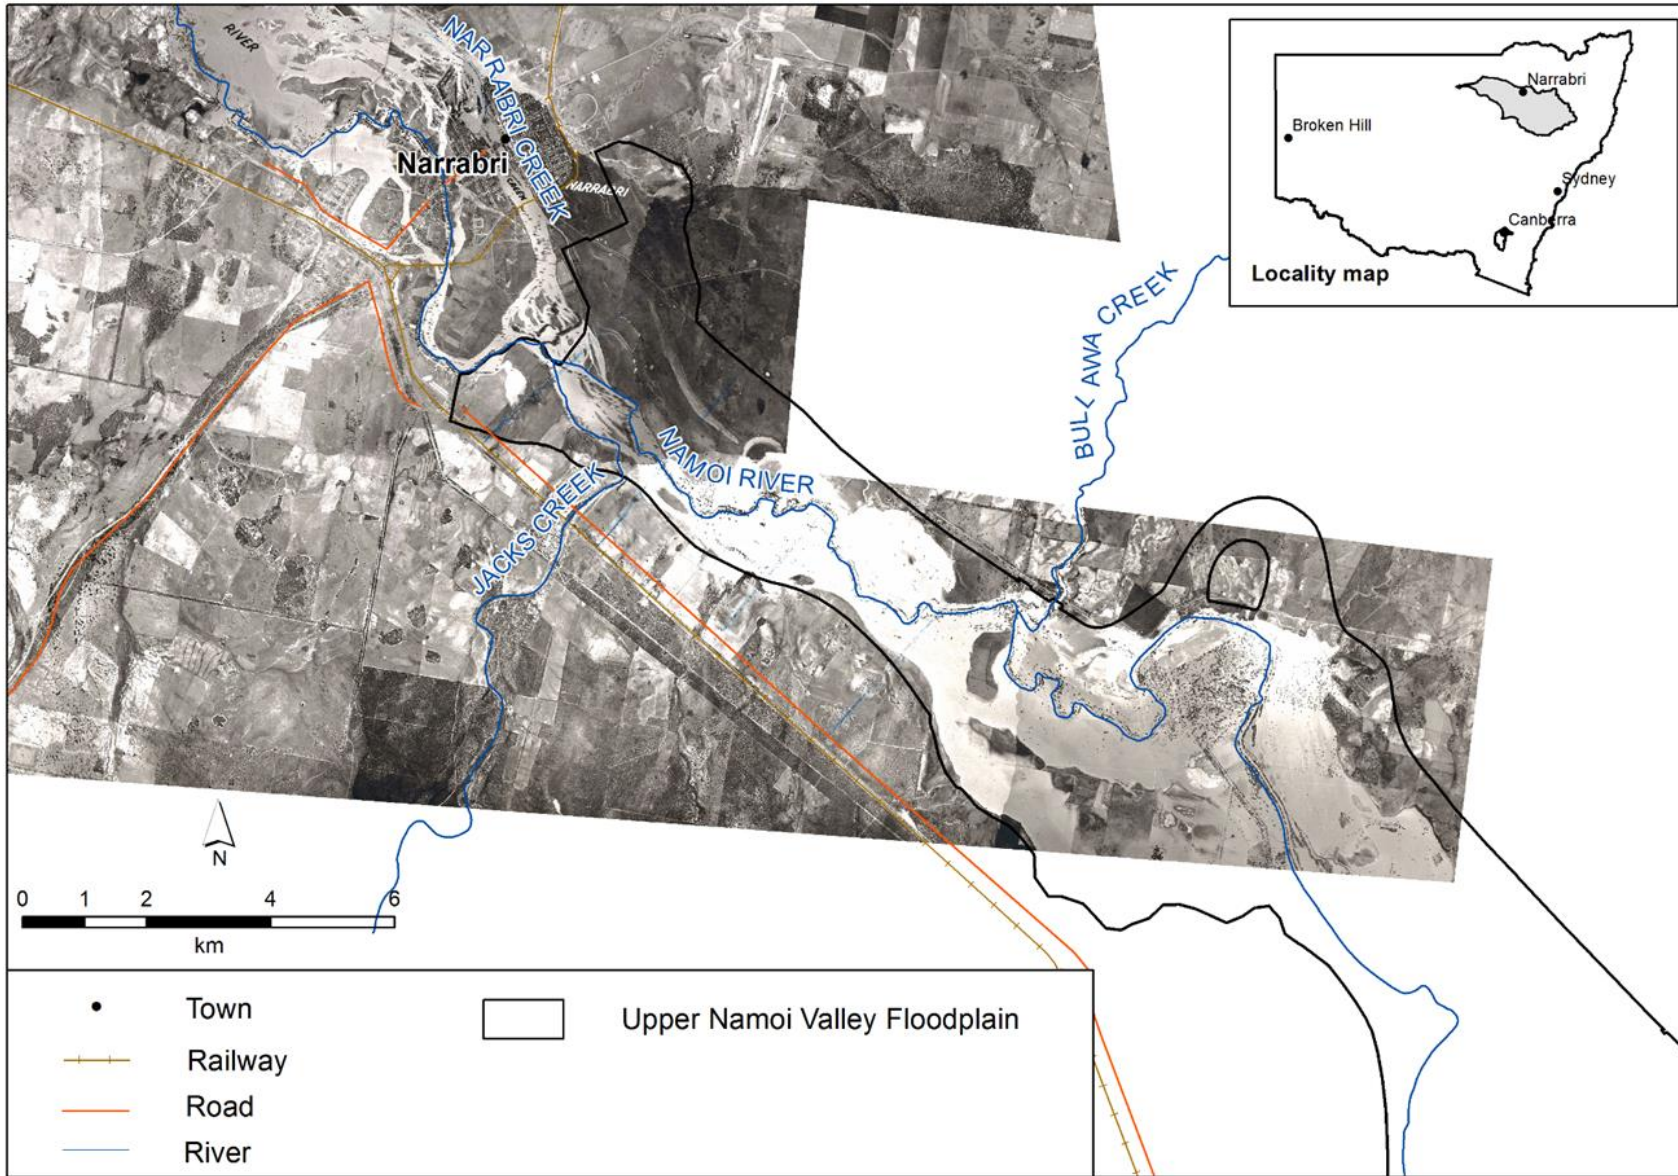 RIVER
NARRABRI CREEK
Narrabri
CREEK
NARRABRI
BULLAWA CREEK
NAMOI RIVER
JACKS CREEK
Narrabri
Broken Hill
Sydney
Canberra
Locality map
N
0 1 2 4 6
km
Town
Railway
Road
River
Upper Namoi Valley Floodplain